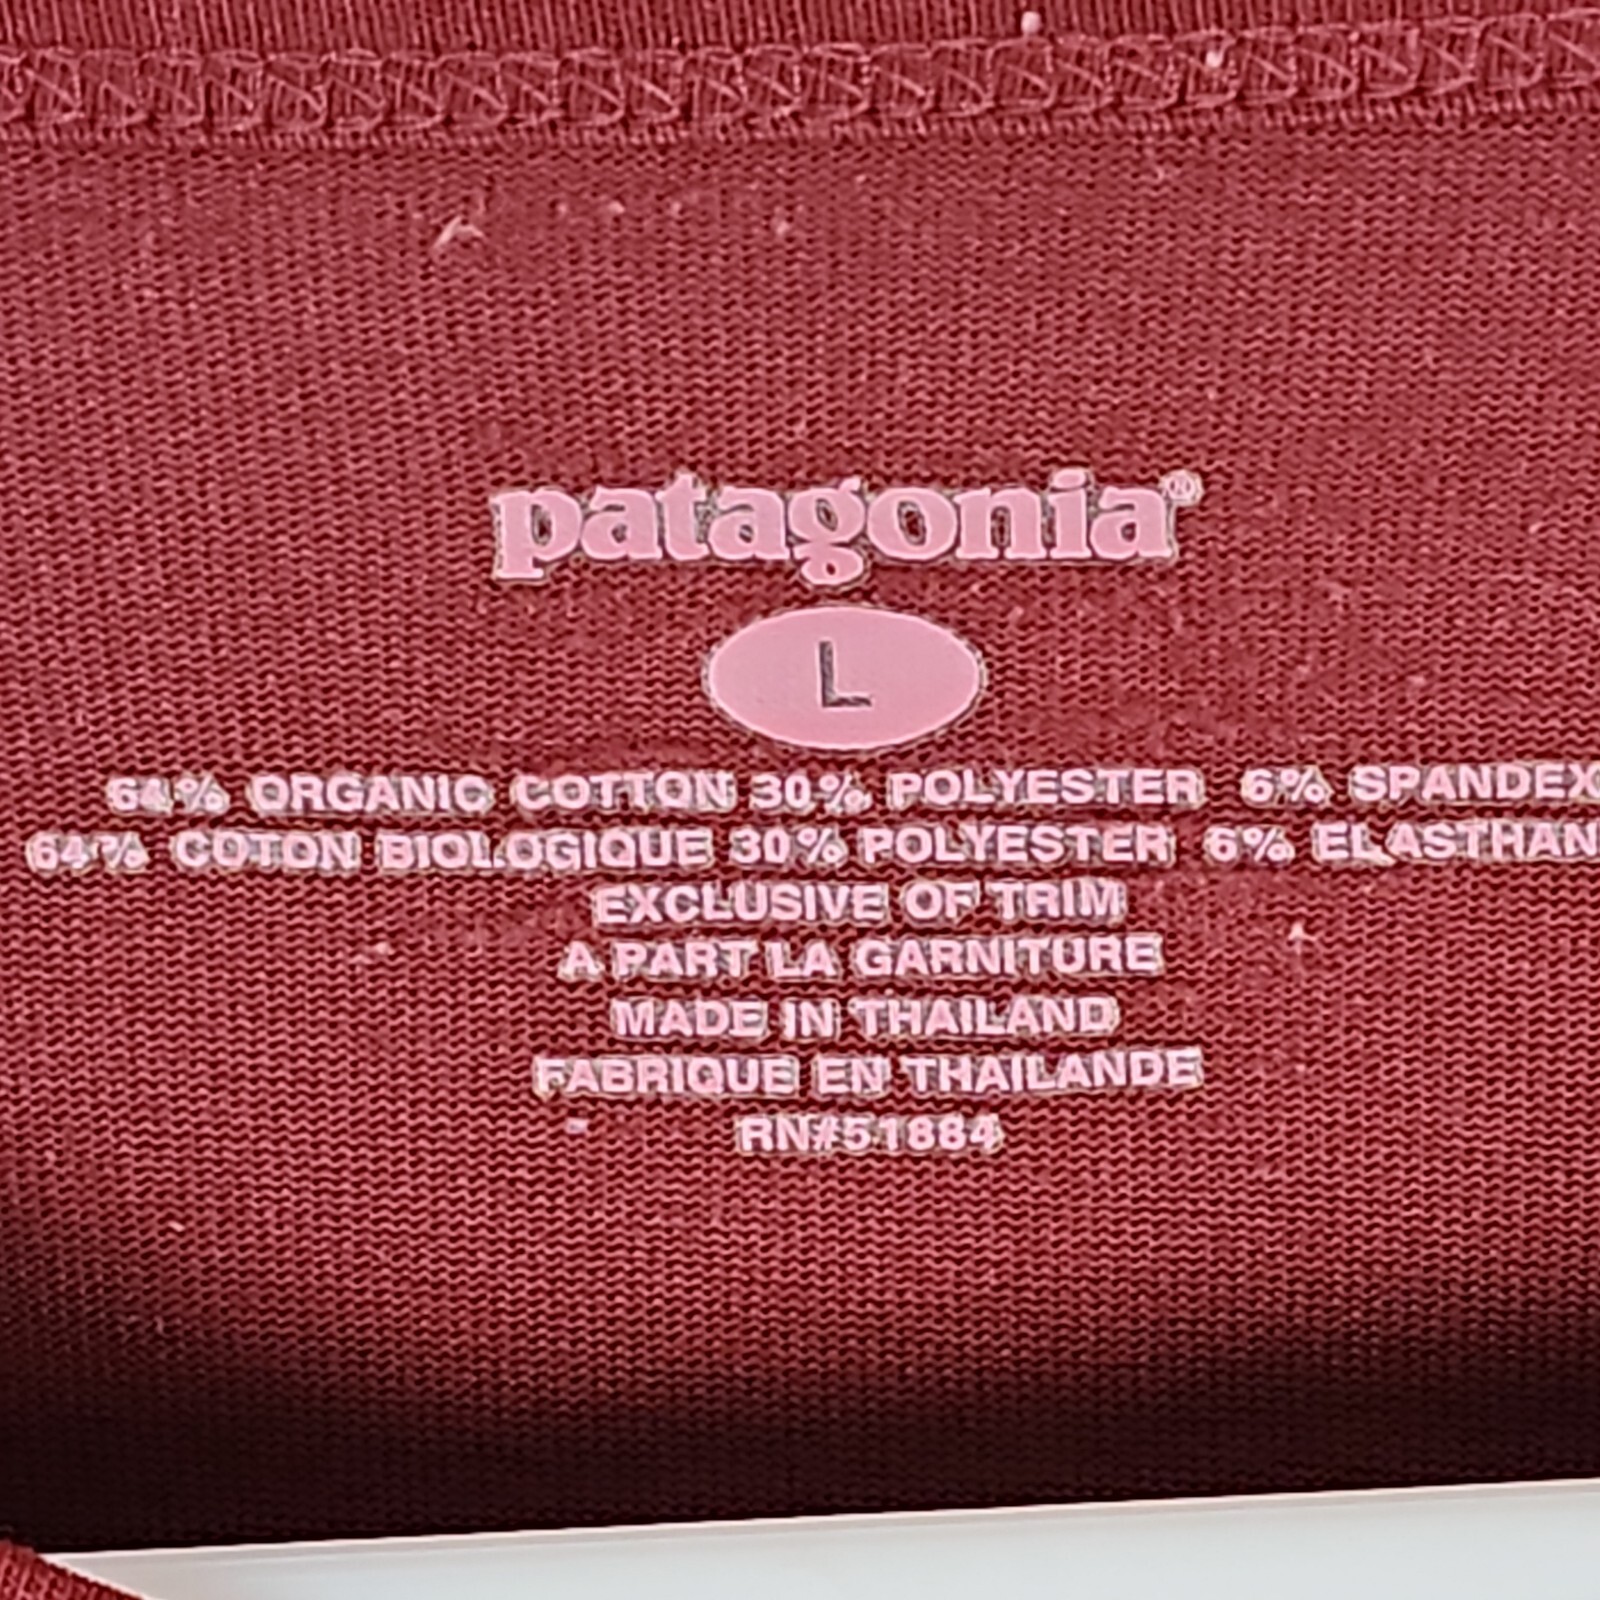 patagonia®
L
64% ORGANIC COTTON 30% POLYESTER 6% SPANDEX
64% COTON BIOLOGIQUE 30% POLYESTER 6% ELASTHAN
EXCLUSIVE OF TRIM
A PART LA GARNITURE
MADE IN THAILAND
FABRIQUE EN THAILANDE
RN#51884